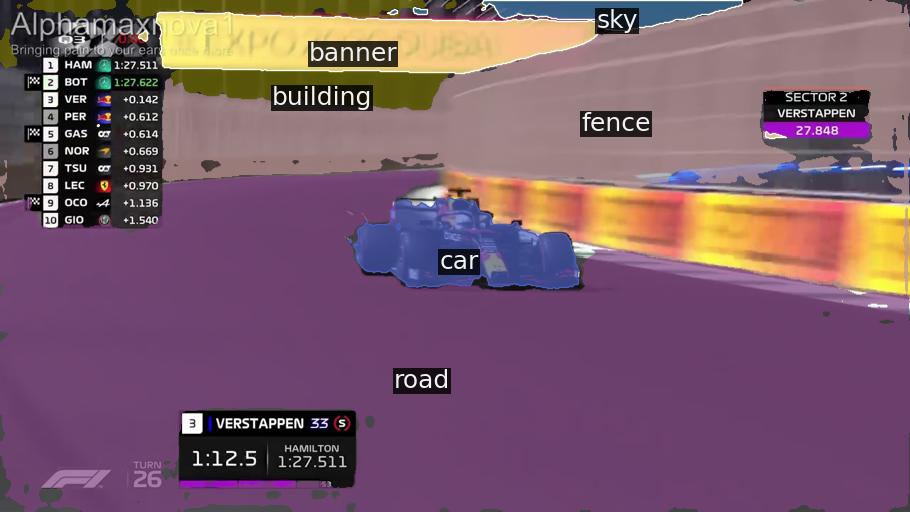 Alphamaxnova1
Bringing pain to your ears once more
Q3
1 HAM 1:27.511
2 BOT 1:27.622
3 VER +0.142
4 PER +0.612
5 GAS +0.614
6 NOR +0.669
7 TSU +0.931
8 LEC +0.970
9 OCO +1.136
10 GIO +1.540
sky
banner
building
fence
SECTOR 2
VERSTAPPEN
27.848
car
road
3 VERSTAPPEN 33 S
1:12.5
HAMILTON
1:27.511
F1
TURN
26